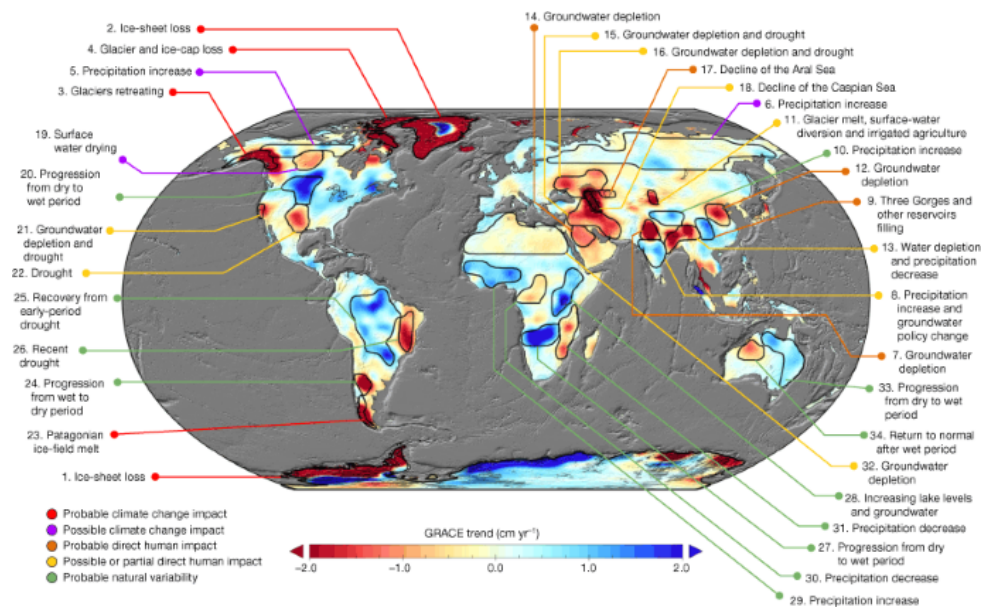 2. Ice-sheet loss
4. Glacier and ice-cap loss
5. Precipitation increase
3. Glaciers retreating
19. Surface
water drying
20. Progression
from dry to
wet period
21. Groundwater
depletion and
drought
22. Drought
25. Recovery from
early-period
drought
26. Recent
drought
24. Progression
from wet to
dry period
23. Patagonian
ice-field melt
1. Ice-sheet loss
14. Groundwater depletion
15. Groundwater depletion and drought
16. Groundwater depletion and drought
17. Decline of the Aral Sea
18. Decline of the Caspian Sea
6. Precipitation increase
11. Glacier melt, surface-water
diversion and irrigated agriculture
10. Precipitation increase
12. Groundwater
depletion
9. Three Gorges and
other reservoirs
filling
13. Water depletion
and precipitation
decrease
8. Precipitation
increase and
groundwater
policy change
7. Groundwater
depletion
33. Progression
from dry to wet
period
34. Return to normal
after wet period
32. Groundwater
depletion
28. Increasing lake levels
and groundwater
31. Precipitation decrease
27. Progression from dry
to wet period
30. Precipitation decrease
29. Precipitation increase
Probable climate change impact
Possible climate change impact
Probable direct human impact
Possible or partial direct human impact
Probable natural variability
GRACE trend (cm yr⁻¹)
−2.0 −1.0 0.0 1.0 2.0